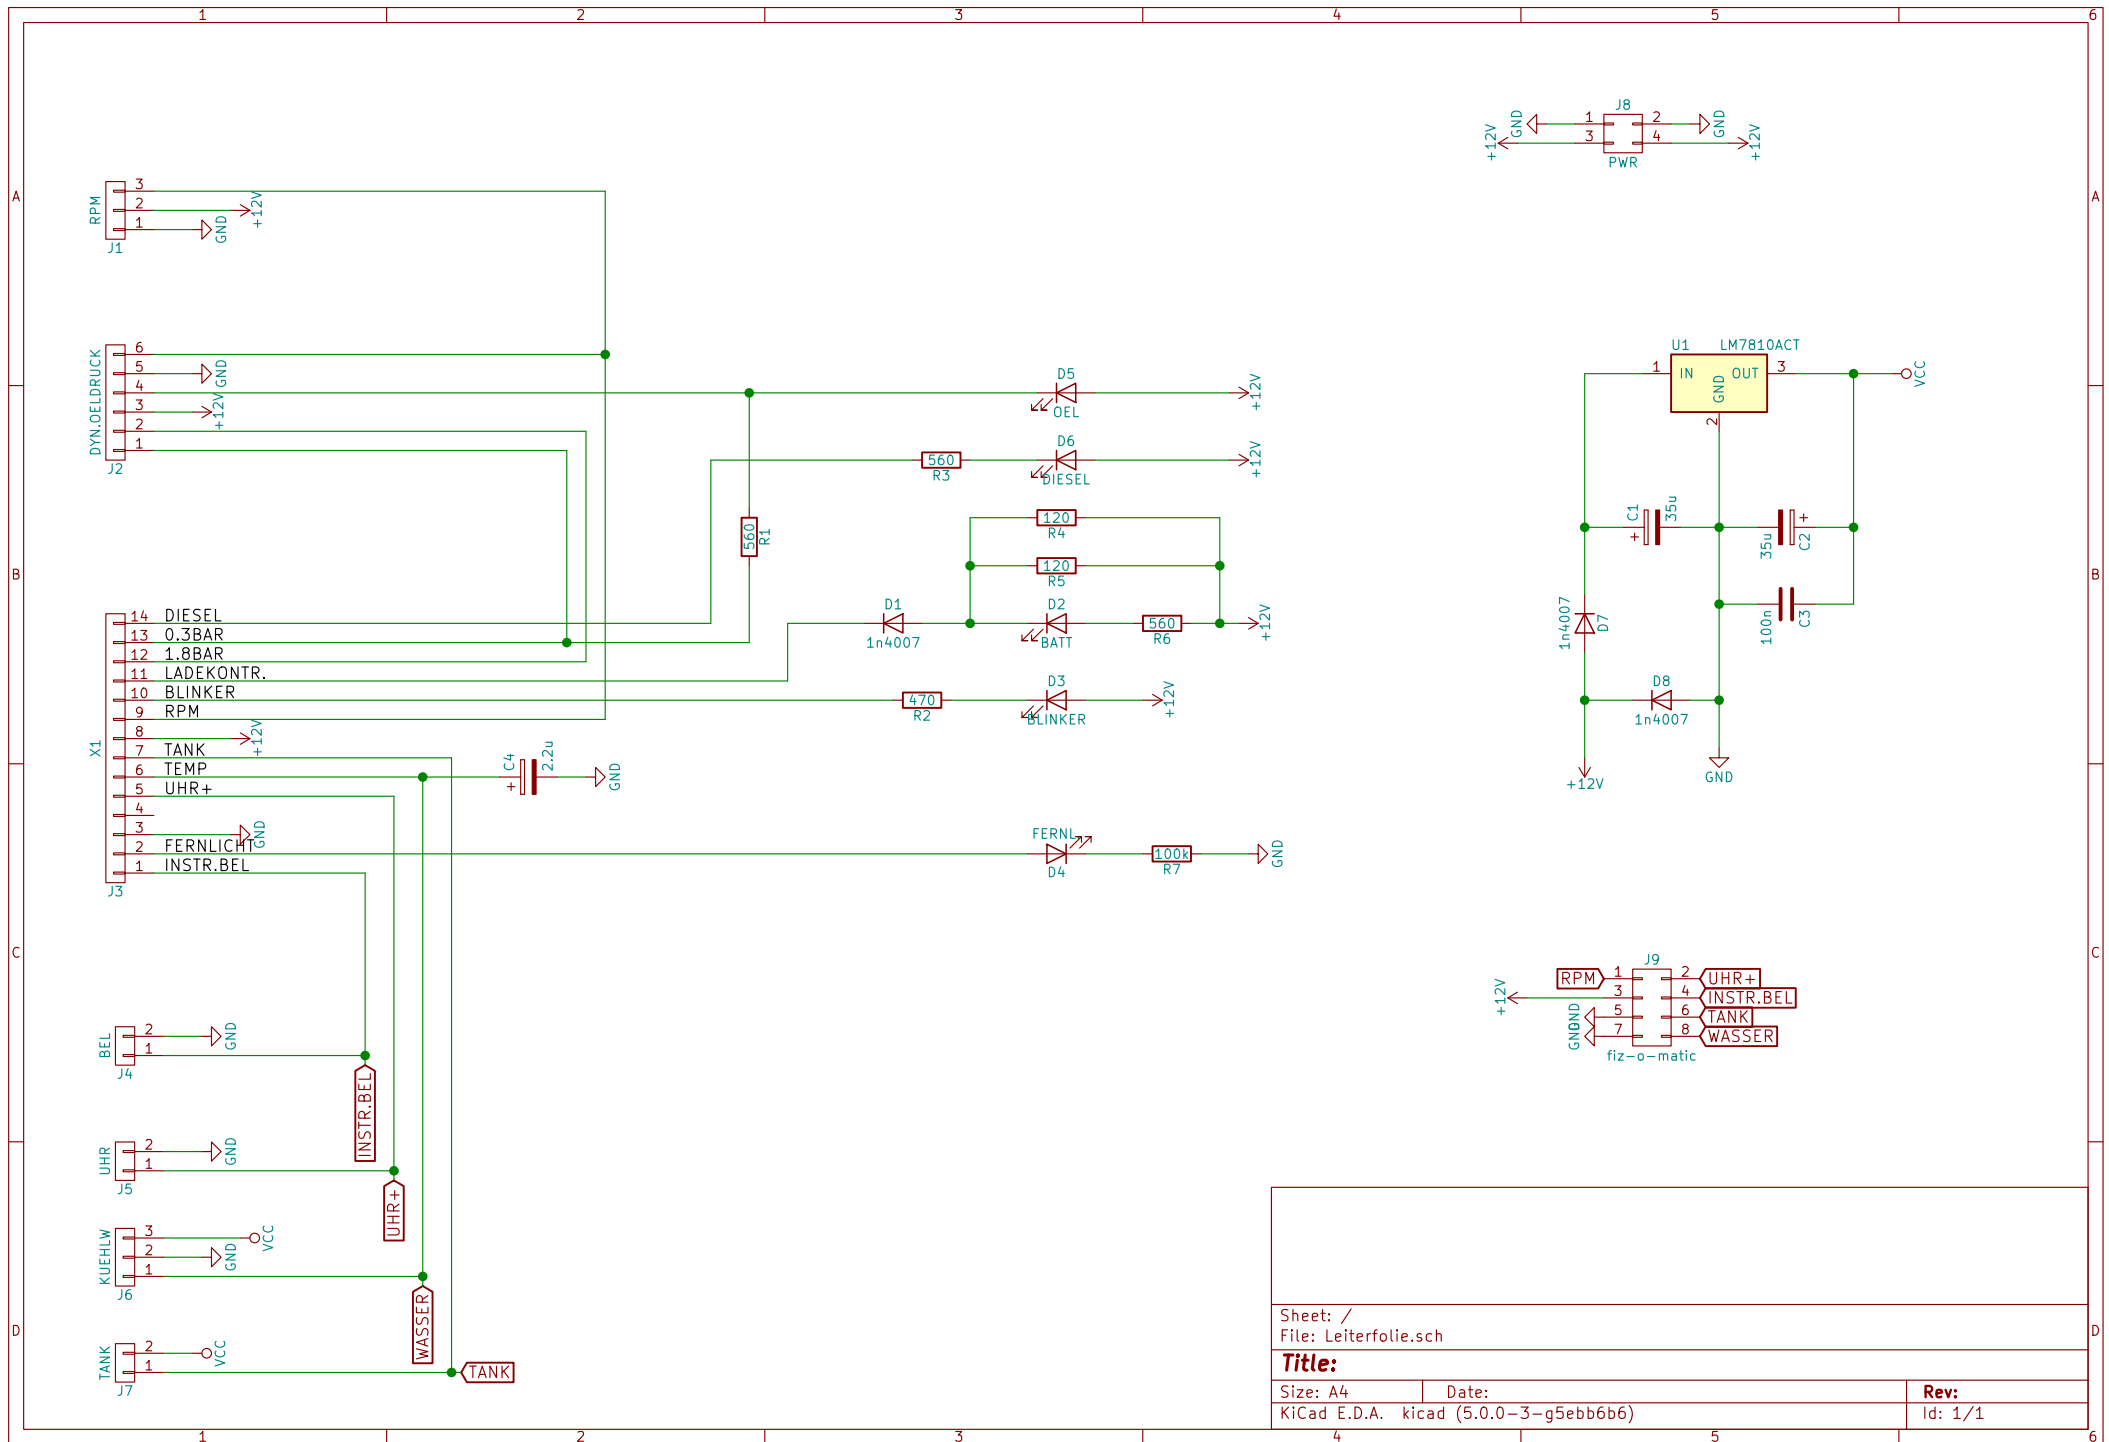 1 2 3 4 5 6
J8
GND 1 2 GND
+12V 3 4 +12V
PWR
A A
RPM
3
2 +12V
1 GND
J1
DYN.OELDRUCK
6
5 GND
4
3 +12V
2
1
J2
D5
OEL
+12V
D6
DIESEL
+12V
560
R3
560
R1
120
R4
120
R5
D1
1n4007
D2
BATT
560
R6
+12V
D3
BLINKER
+12V
470
R2
U1 LM7810ACT
1 IN OUT 3
GND
2
VCC
C1
35u
35u
C2
100n
C3
1n4007
D7
D8
1n4007
+12V
GND
B B
X1
14 DIESEL
13 0.3BAR
12 1.8BAR
11 LADEKONTR.
10 BLINKER
9 RPM
8 +12V
7 TANK
6 TEMP
5 UHR+
4
3 GND
2 FERNLICHT
1 INSTR.BEL
J3
C4
2.2u
GND
FERNL
D4
100k
R7
GND
C C
J9
RPM 1 2 UHR+
+12V 3 4 INSTR.BEL
GND 5 6 TANK
GND 7 8 WASSER
fiz-o-matic
BEL
2 GND
1
J4
INSTR.BEL
UHR
2 GND
1
J5
UHR+
KUEHLW
3 VCC
2 GND
1
J6
WASSER
TANK
2 VCC
1
J7
TANK
D D
Sheet: /
File: Leiterfolie.sch
Title:
Size: A4 Date: Rev:
KiCad E.D.A. kicad (5.0.0-3-g5ebb6b6) Id: 1/1
1 2 3 4 5 6